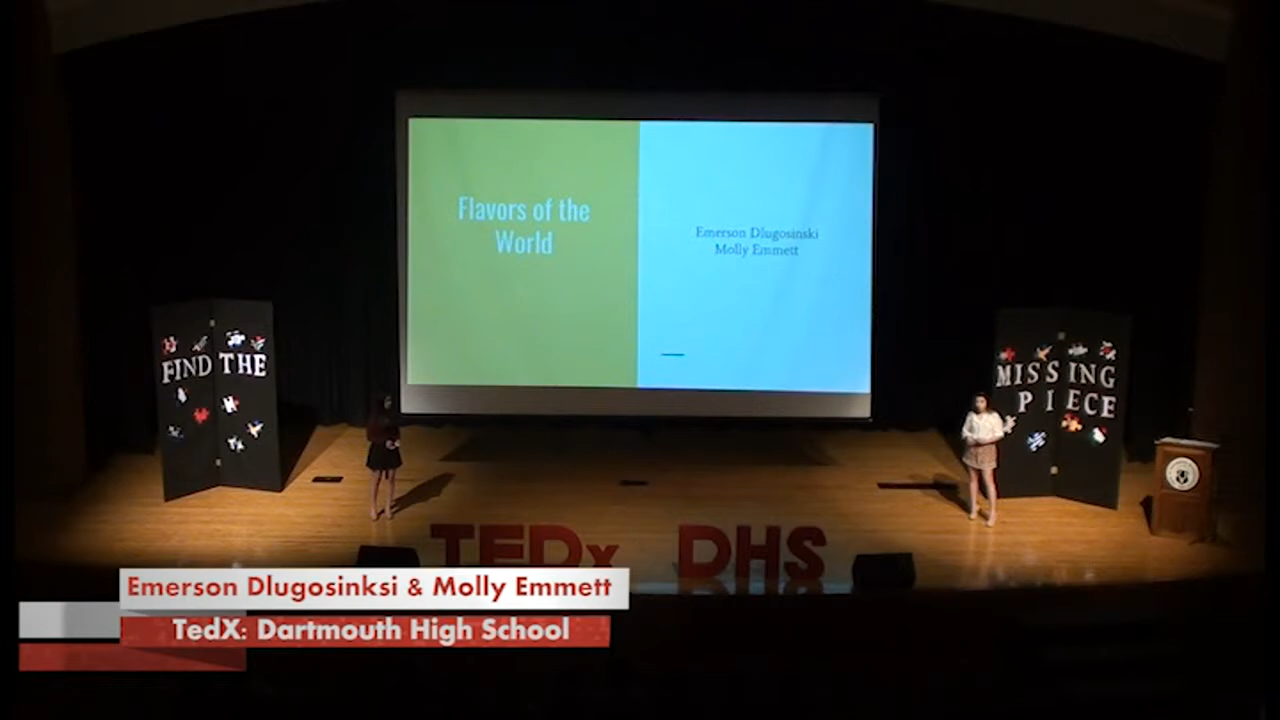 Flavors of the
World
Emerson Dlugosinski
Molly Emmett
FIND THE
MISSING
PIECE
TEDx DHS
Emerson Dlugosinksi & Molly Emmett
TedX: Dartmouth High School